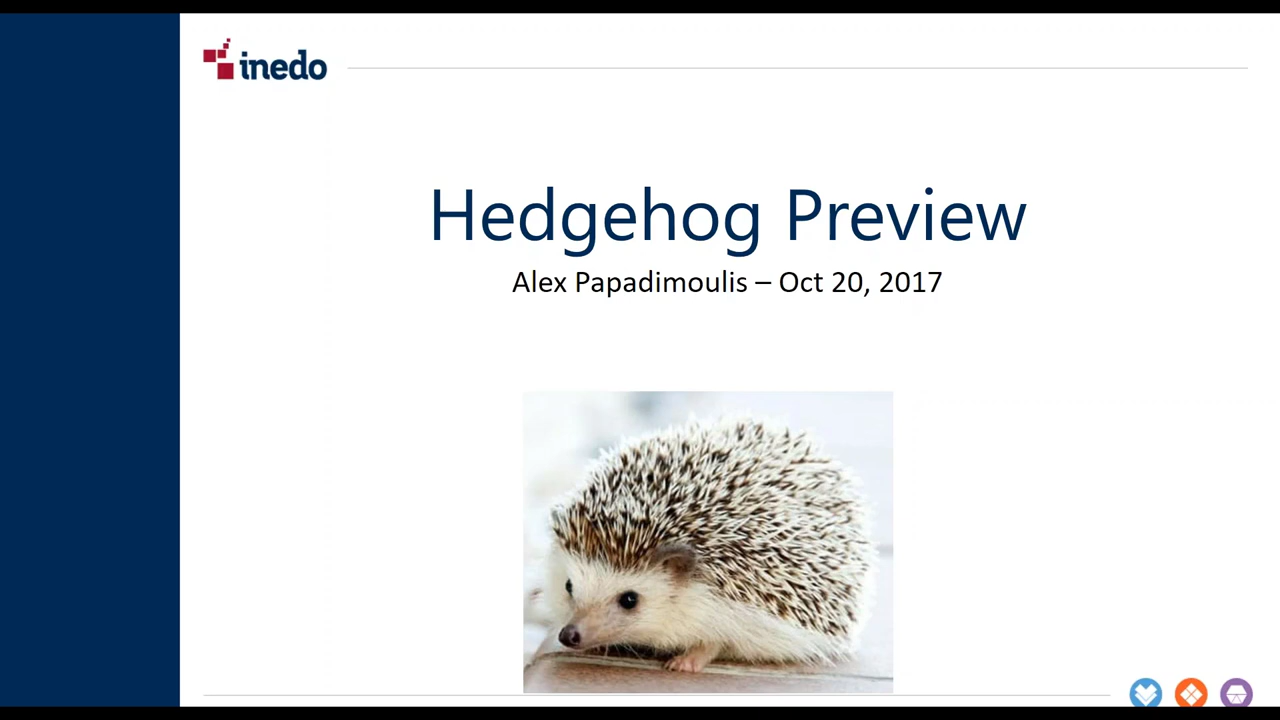 inedo
Hedgehog Preview
Alex Papadimoulis – Oct 20, 2017